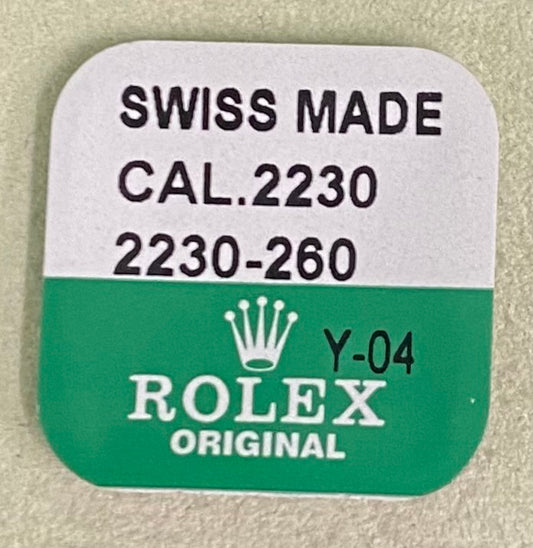 SWISS MADE
CAL.2230
2230-260
Y-04
ROLEX
ORIGINAL